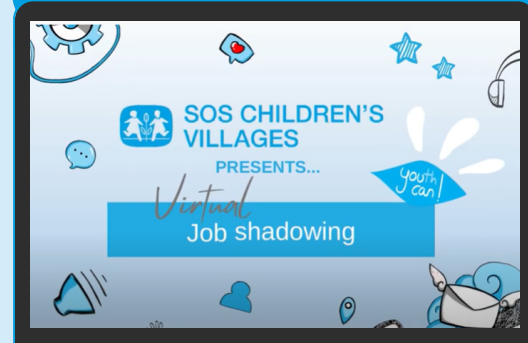 SOS CHILDREN'S
VILLAGES
PRESENTS...
youth
can!
Virtual
Job shadowing